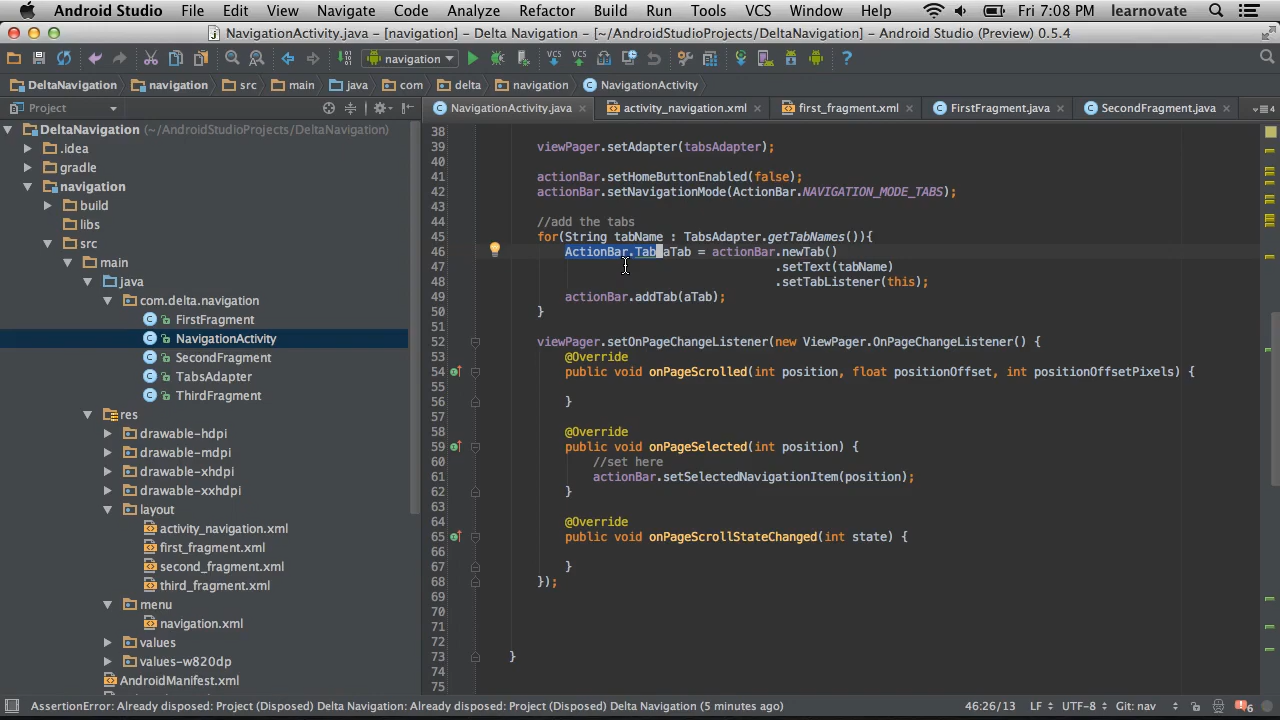 Android Studio File Edit View Navigate Code Analyze Refactor Build Run Tools VCS Window Help Fri 7:08 PM learnovate
NavigationActivity.java - [navigation] - Delta Navigation - [~/AndroidStudioProjects/DeltaNavigation] - Android Studio (Preview) 0.5.4
navigation VCS VCS
DeltaNavigation navigation src main java com delta navigation NavigationActivity
Project NavigationActivity.java activity_navigation.xml first_fragment.xml FirstFragment.java SecondFragment.java 4
DeltaNavigation (~/AndroidStudioProjects/DeltaNavigation)
.idea
gradle
navigation
build
libs
src
main
java
com.delta.navigation
FirstFragment
NavigationActivity
SecondFragment
TabsAdapter
ThirdFragment
res
drawable-hdpi
drawable-mdpi
drawable-xhdpi
drawable-xxhdpi
layout
activity_navigation.xml
first_fragment.xml
second_fragment.xml
third_fragment.xml
menu
navigation.xml
values
values-w820dp
AndroidManifest.xml
38
39 viewPager.setAdapter(tabsAdapter);
40
41 actionBar.setHomeButtonEnabled(false);
42 actionBar.setNavigationMode(ActionBar.NAVIGATION_MODE_TABS);
43
44 //add the tabs
45 for(String tabName : TabsAdapter.getTabNames()){
46 ActionBar.Tab aTab = actionBar.newTab()
47 .setText(tabName)
48 .setTabListener(this);
49 actionBar.addTab(aTab);
50 }
51
52 viewPager.setOnPageChangeListener(new ViewPager.OnPageChangeListener() {
53 @Override
54 public void onPageScrolled(int position, float positionOffset, int positionOffsetPixels) {
55
56 }
57
58 @Override
59 public void onPageSelected(int position) {
60 //set here
61 actionBar.setSelectedNavigationItem(position);
62 }
63
64 @Override
65 public void onPageScrollStateChanged(int state) {
66
67 }
68 });
69
70
71
72
73 }
74
75
AssertionError: Already disposed: Project (Disposed) Delta Navigation: Already disposed: Project (Disposed) Delta Navigation (5 minutes ago) 46:26/13 LF UTF-8 Git: nav 6